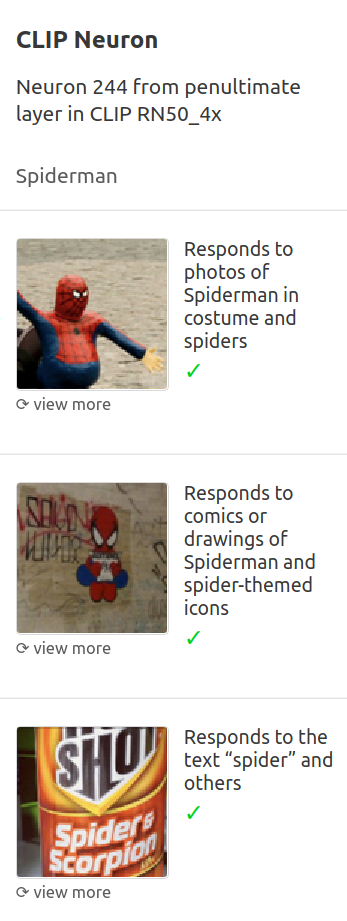 CLIP Neuron
Neuron 244 from penultimate
layer in CLIP RN50_4x
Spiderman
Responds to
photos of
Spiderman in
costume and
spiders
✓
⟳ view more
Responds to
comics or
drawings of
Spiderman and
spider-themed
icons
✓
⟳ view more
SHOT
Spider &
Scorpion
Responds to the
text “spider” and
others
✓
⟳ view more